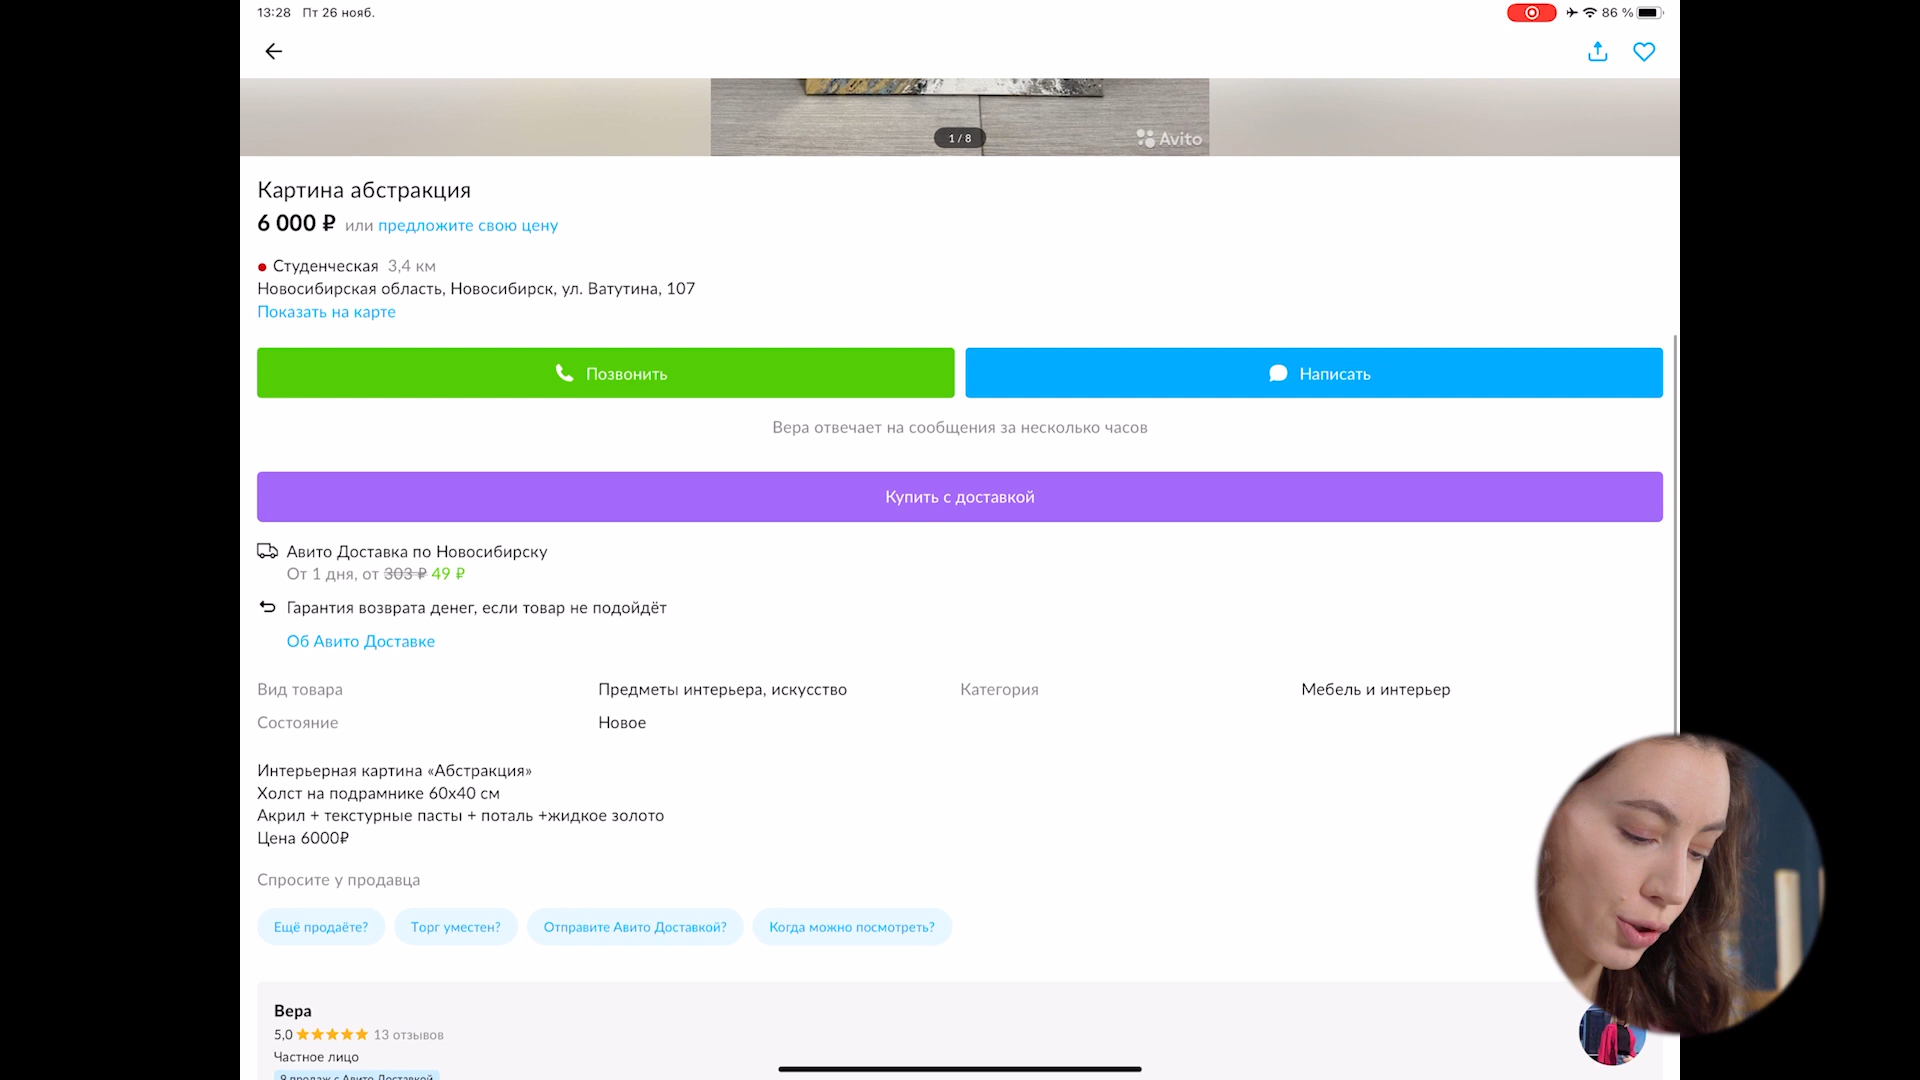 13:28 Пт 26 нояб.
86 %
1 / 8
Avito
Картина абстракция
6 000 ₽ или предложите свою цену
Студенческая 3,4 км
Новосибирская область, Новосибирск, ул. Ватутина, 107
Показать на карте
Позвонить
Написать
Вера отвечает на сообщения за несколько часов
Купить с доставкой
Авито Доставка по Новосибирску
От 1 дня, от 303 ₽ 49 ₽
Гарантия возврата денег, если товар не подойдёт
Об Авито Доставке
Вид товара Предметы интерьера, искусство Категория Мебель и интерьер
Состояние Новое
Интерьерная картина «Абстракция»
Холст на подрамнике 60х40 см
Акрил + текстурные пасты + поталь +жидкое золото
Цена 6000₽
Спросите у продавца
Ещё продаёте? Торг уместен? Отправите Авито Доставкой? Когда можно посмотреть?
Вера
5,0 13 отзывов
Частное лицо
9 продаж с Авито Доставкой